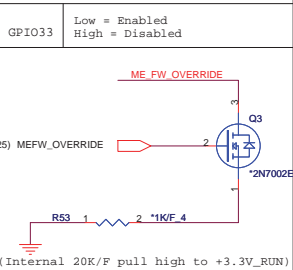 GPIO33
Low = Enabled
High = Disabled
ME_FW_OVERRIDE
3
Q3
25) MEFW_OVERRIDE
2
*2N7002E
1
R53 1 2 *1K/F_4
(Internal 20K/F pull high to +3.3V_RUN)